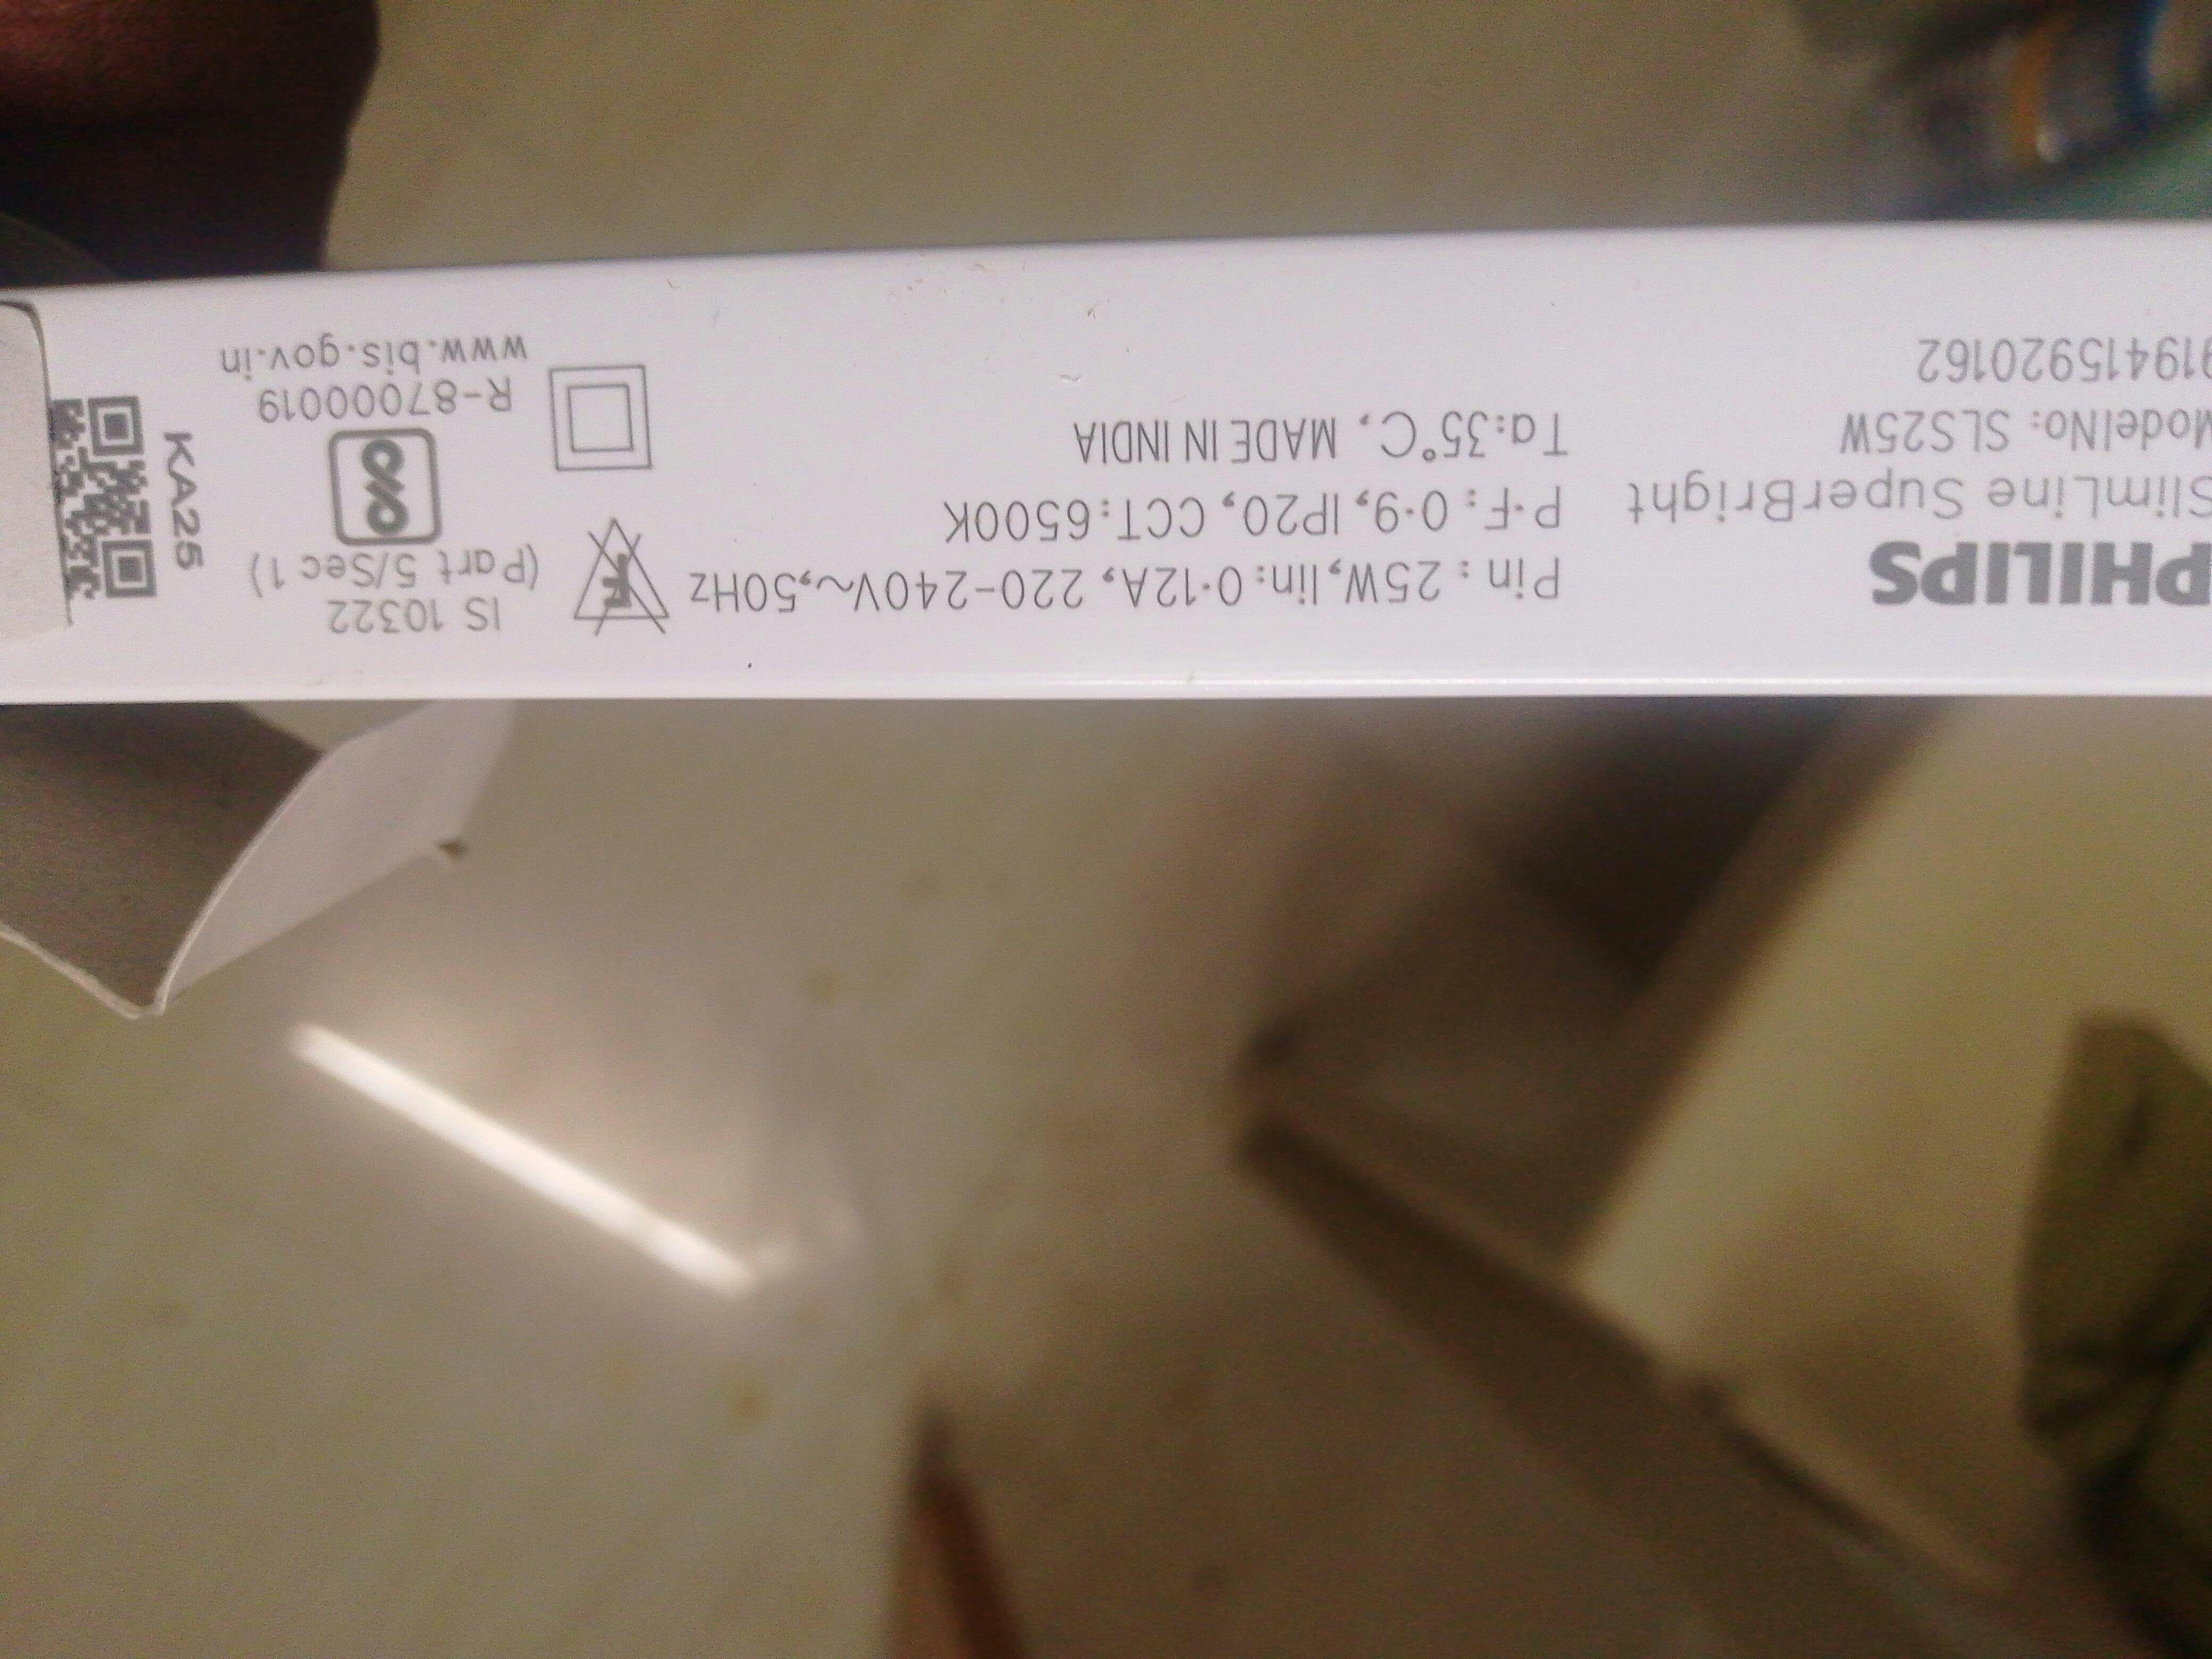 PHILIPS
SlimLine SuperBright
ModelNo: SLS25W
919415920162
Pin : 25W, Iin: 0·12A, 220-240V~,50Hz
P·F: 0·9, IP20, CCT: 6500K
Ta:35°C, MADE IN INDIA
F
IS 10322
(Part 5/Sec 1)
R-87000019
www.bis.gov.in
KA25